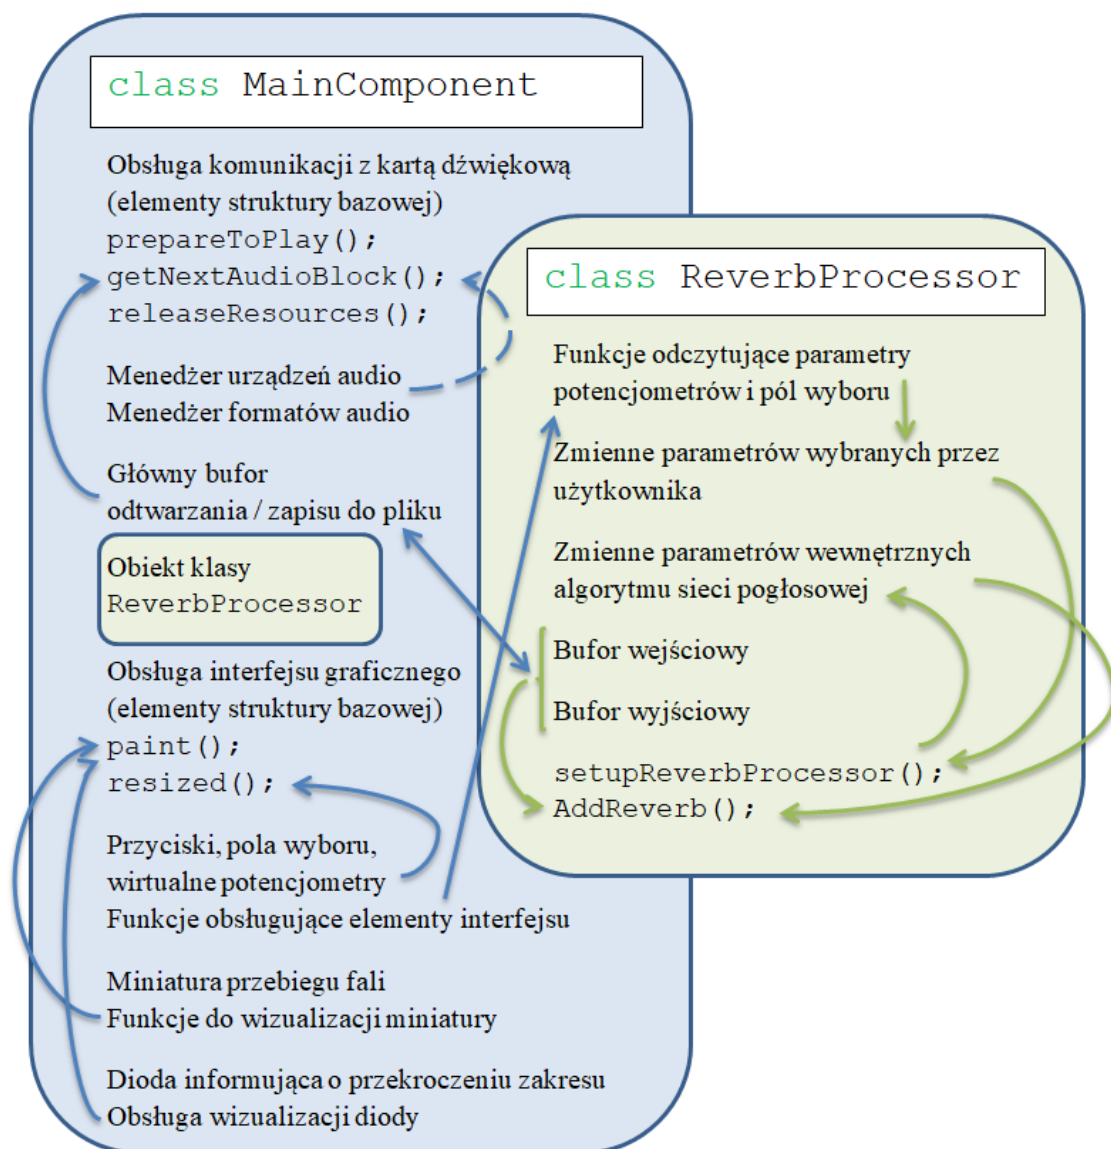 class MainComponent
Obsługa komunikacji z kartą dźwiękową
(elementy struktury bazowej)
prepareToPlay();
getNextAudioBlock();
releaseResources();
Menedżer urządzeń audio
Menedżer formatów audio
Główny bufor
odtwarzania / zapisu do pliku
Obiekt klasy
ReverbProcessor
Obsługa interfejsu graficznego
(elementy struktury bazowej)
paint();
resized();
Przyciski, pola wyboru,
wirtualne potencjometry
Funkcje obsługujące elementy interfejsu
Miniatura przebiegu fali
Funkcje do wizualizacji miniatury
Dioda informująca o przekroczeniu zakresu
Obsługa wizualizacji diody
class ReverbProcessor
Funkcje odczytujące parametry
potencjometrów i pól wyboru
Zmienne parametrów wybranych przez
użytkownika
Zmienne parametrów wewnętrznych
algorytmu sieci pogłosowej
Bufor wejściowy
Bufor wyjściowy
setupReverbProcessor();
AddReverb();